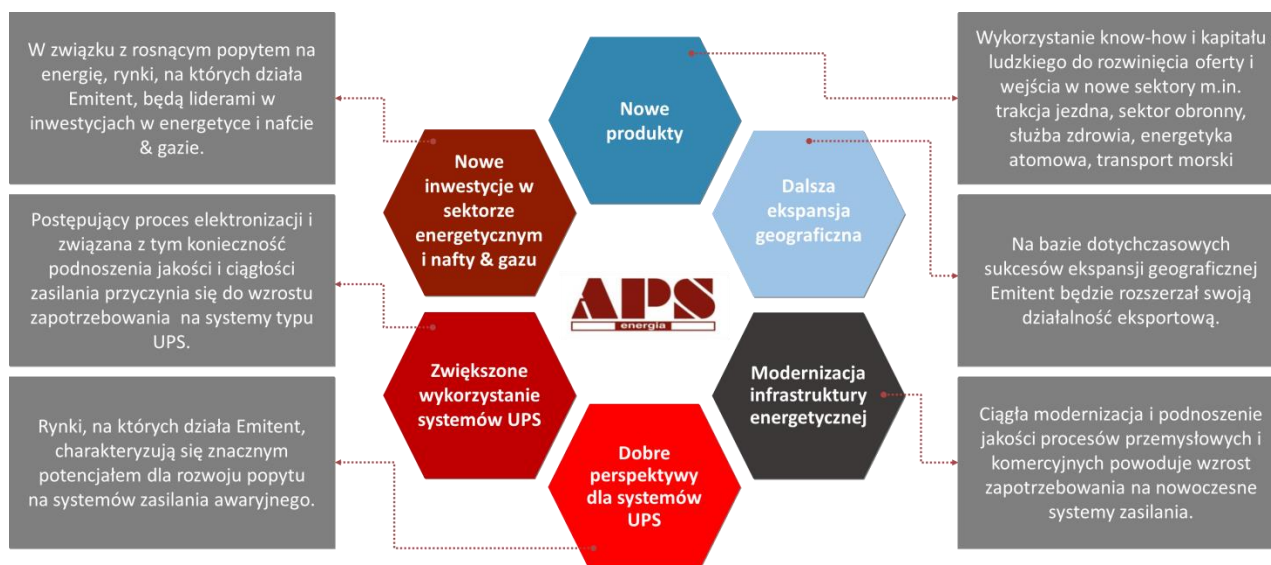 W związku z rosnącym popytem na
energię, rynki, na których działa
Emitent, będą liderami w
inwestycjach w energetyce i nafcie
& gazie.
Postępujący proces elektronizacji i
związana z tym konieczność
podnoszenia jakości i ciągłości
zasilania przyczynia się do wzrostu
zapotrzebowania na systemy typu
UPS.
Rynki, na których działa Emitent,
charakteryzują się znacznym
potencjałem dla rozwoju popytu
na systemów zasilania awaryjnego.
Nowe
produkty
Nowe
inwestycje w
sektorze
energetycznym
i nafty & gazu
Dalsza
ekspansja
geograficzna
APS
energia
Zwiększone
wykorzystanie
systemów UPS
Modernizacja
infrastruktury
energetycznej
Dobre
perspektywy
dla systemów
UPS
Wykorzystanie know-how i kapitału
ludzkiego do rozwinięcia oferty i
wejścia w nowe sektory m.in.
trakcja jezdna, sektor obronny,
służba zdrowia, energetyka
atomowa, transport morski
Na bazie dotychczasowych
sukcesów ekspansji geograficznej
Emitent będzie rozszerzał swoją
działalność eksportową.
Ciągła modernizacja i podnoszenie
jakości procesów przemysłowych i
komercyjnych powoduje wzrost
zapotrzebowania na nowoczesne
systemy zasilania.